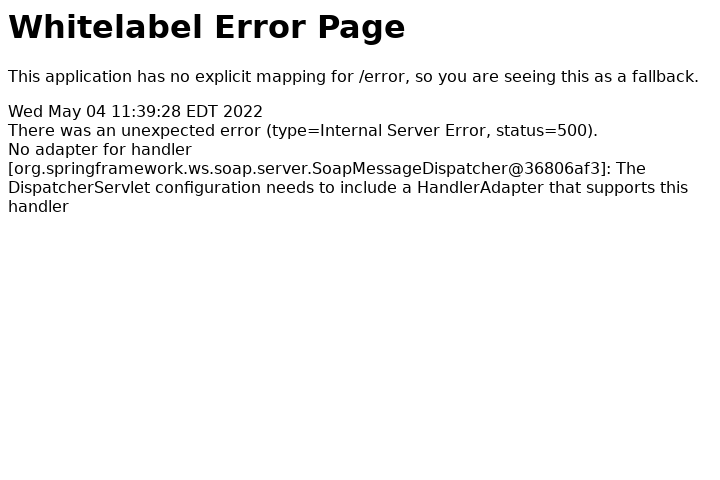 Whitelabel Error Page
This application has no explicit mapping for /error, so you are seeing this as a fallback.
Wed May 04 11:39:28 EDT 2022
There was an unexpected error (type=Internal Server Error, status=500).
No adapter for handler
[org.springframework.ws.soap.server.SoapMessageDispatcher@36806af3]: The
DispatcherServlet configuration needs to include a HandlerAdapter that supports this
handler